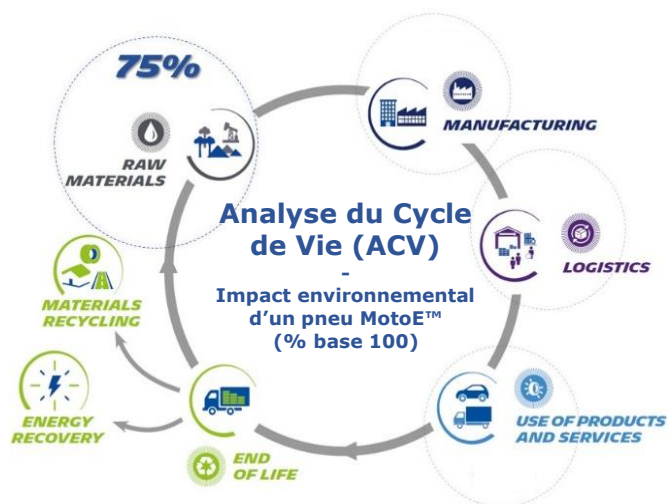 75%
RAW
MATERIALS
MANUFACTURING
LOGISTICS
USE OF PRODUCTS
AND SERVICES
END
OF LIFE
ENERGY
RECOVERY
MATERIALS
RECYCLING
Analyse du Cycle
de Vie (ACV)
-
Impact environnemental
d'un pneu MotoE™
(% base 100)